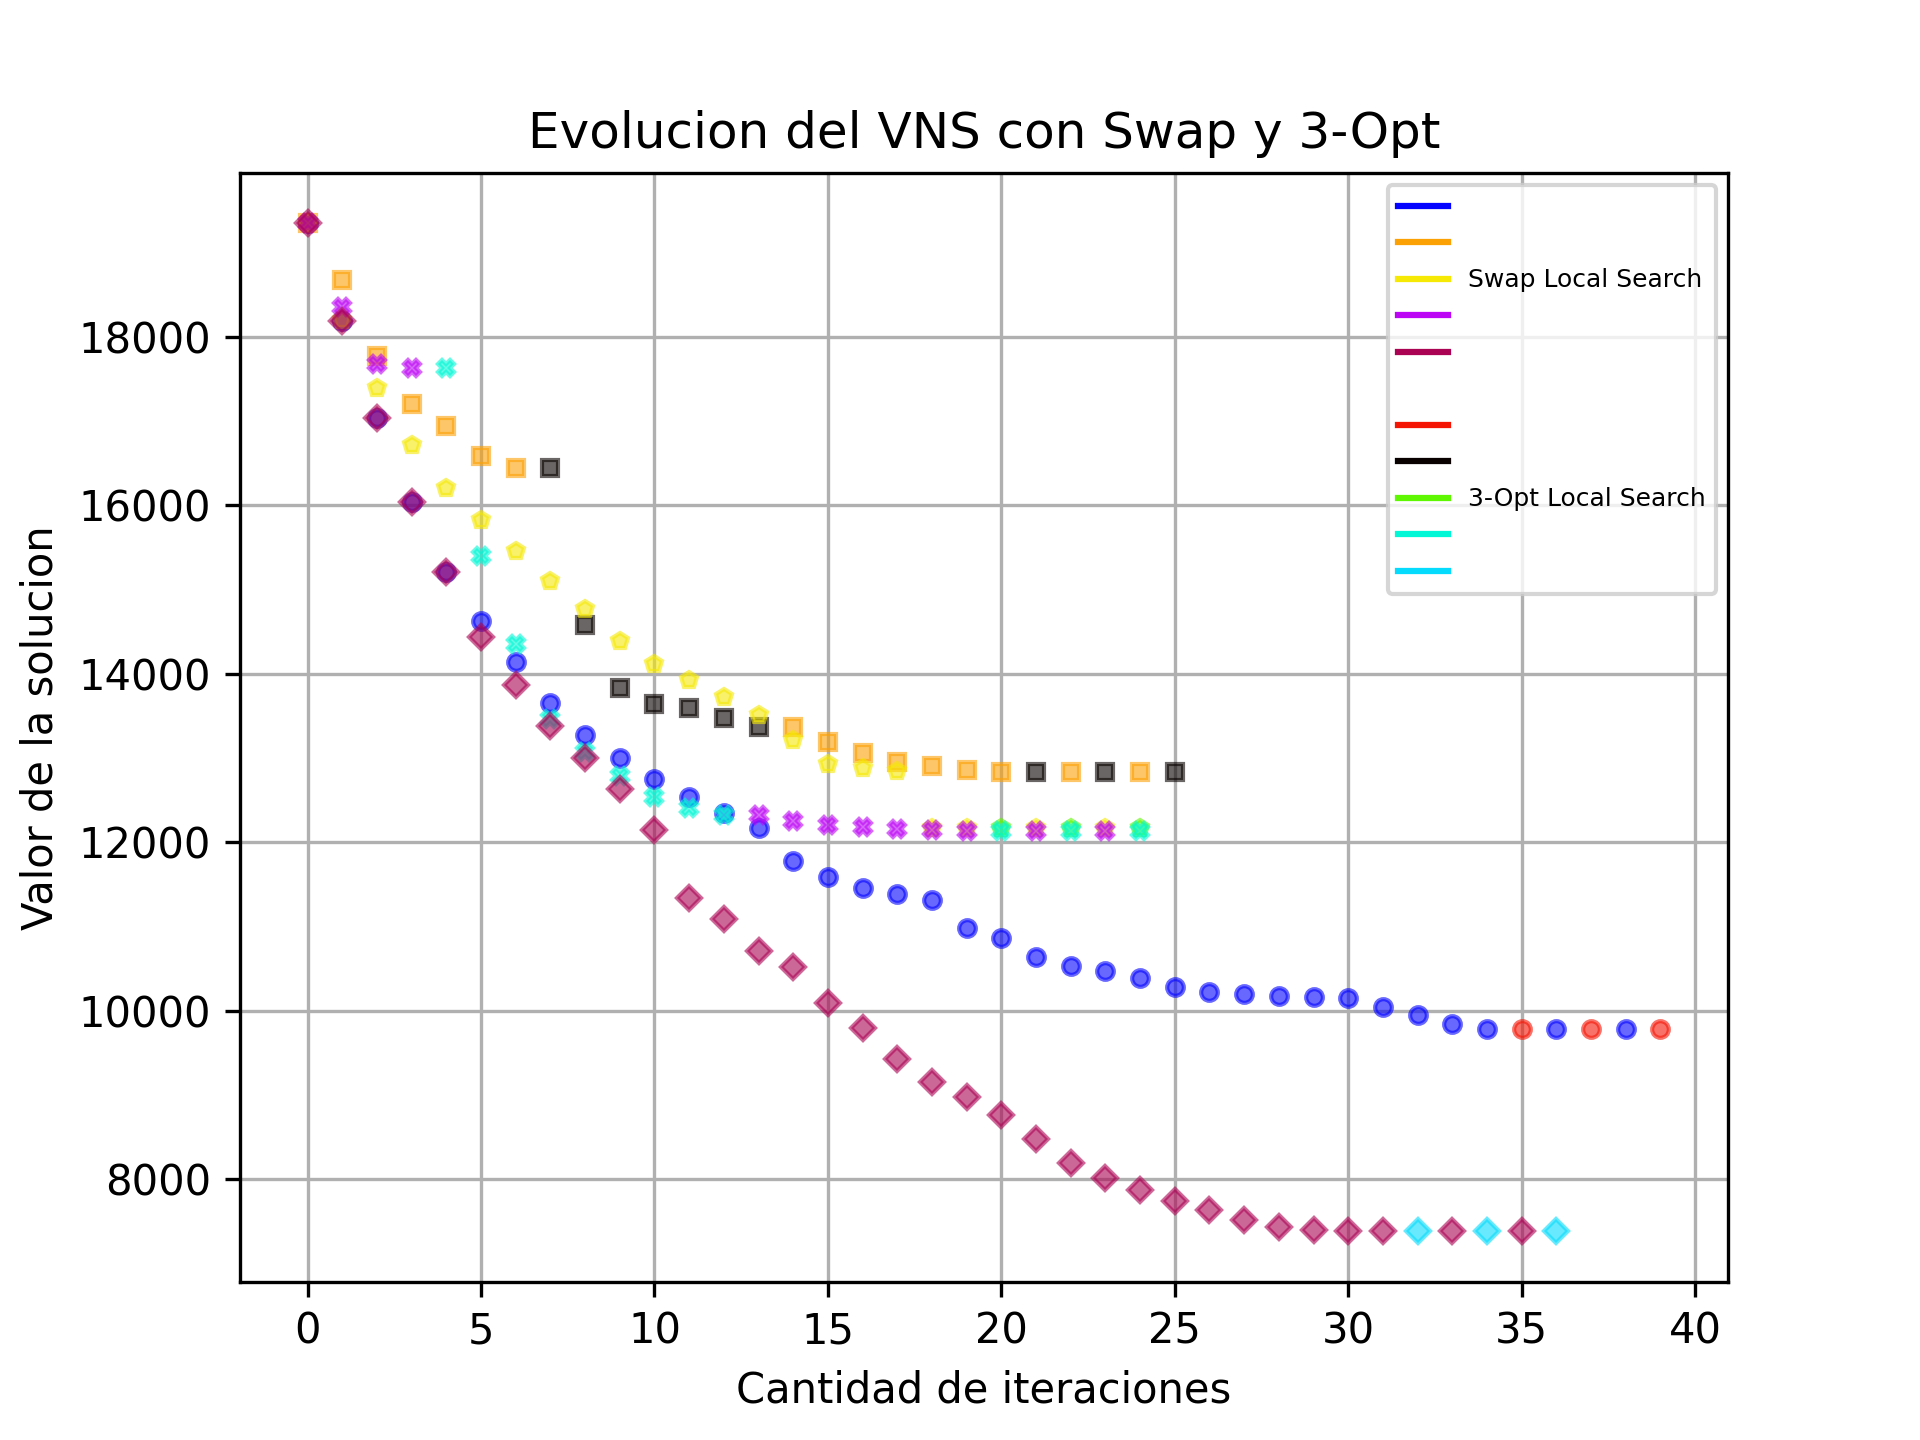 Evolucion del VNS con Swap y 3-Opt
Swap Local Search
3-Opt Local Search
18000
16000
14000
12000
10000
8000
Valor de la solucion
0 5 10 15 20 25 30 35 40
Cantidad de iteraciones